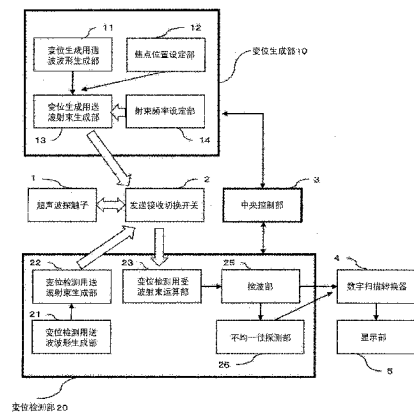 11
12
变位生成用送
波波形生成部
焦点位置设定部
变位生成部10
变位生成用送
波射束生成部
射束频率设定部
13
14
1
2
3
超声波探触子
发送接收切换开关
中央控制部
22
23
25
4
变位检测用送
波射束生成部
变位检测用受
波射束运算部
检波部
数字扫描转换器
21
变位检测用送
波波形生成部
不均一性探测部
显示部
26
5
变位检测部20